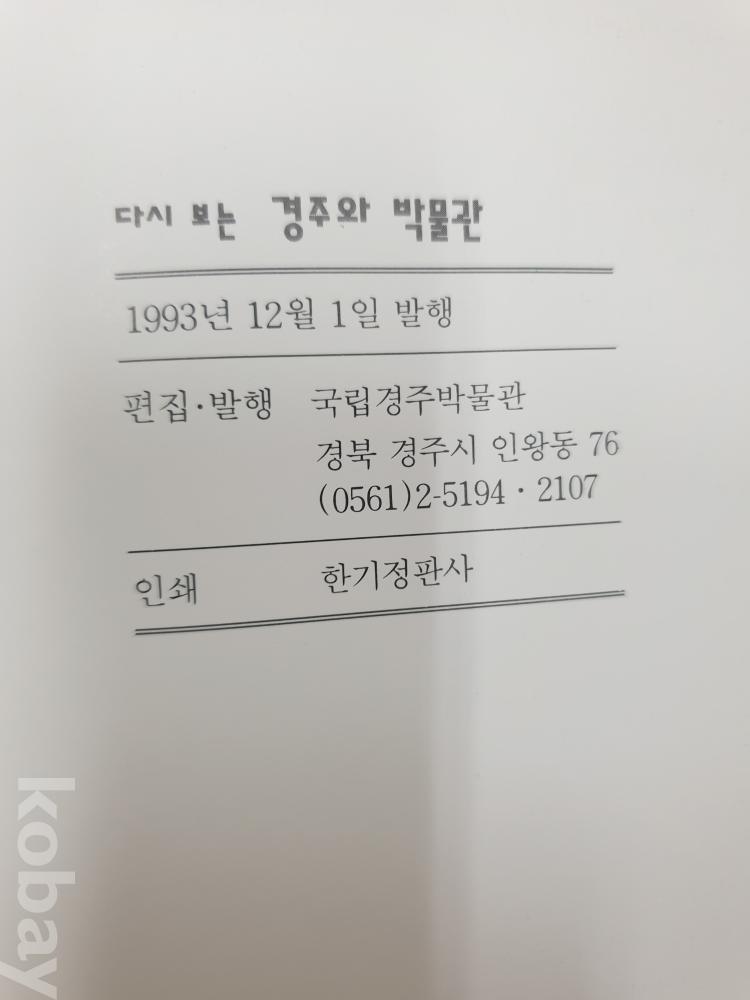 다시 보는 경주와 박물관
1993년 12월 1일 발행
편집·발행 국립경주박물관
경북 경주시 인왕동 76
(0561)2-5194·2107
인쇄 한기정판사
kobay